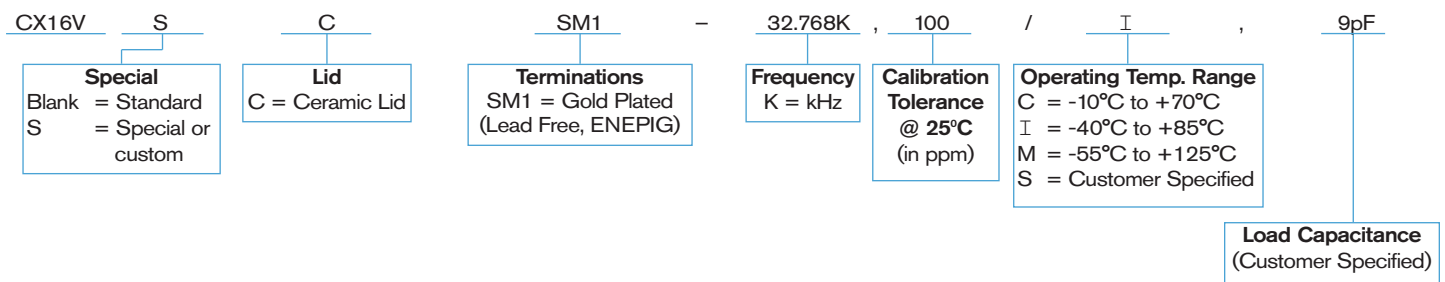 CX16V S C SM1 – 32.768K , 100 / I , 9pF
Special
Blank = Standard
S = Special or
custom
Lid
C = Ceramic Lid
Terminations
SM1 = Gold Plated
(Lead Free, ENEPIG)
Frequency
K = kHz
Calibration
Tolerance
@ 25°C
(in ppm)
Operating Temp. Range
C = -10°C to +70°C
I = -40°C to +85°C
M = -55°C to +125°C
S = Customer Specified
Load Capacitance
(Customer Specified)